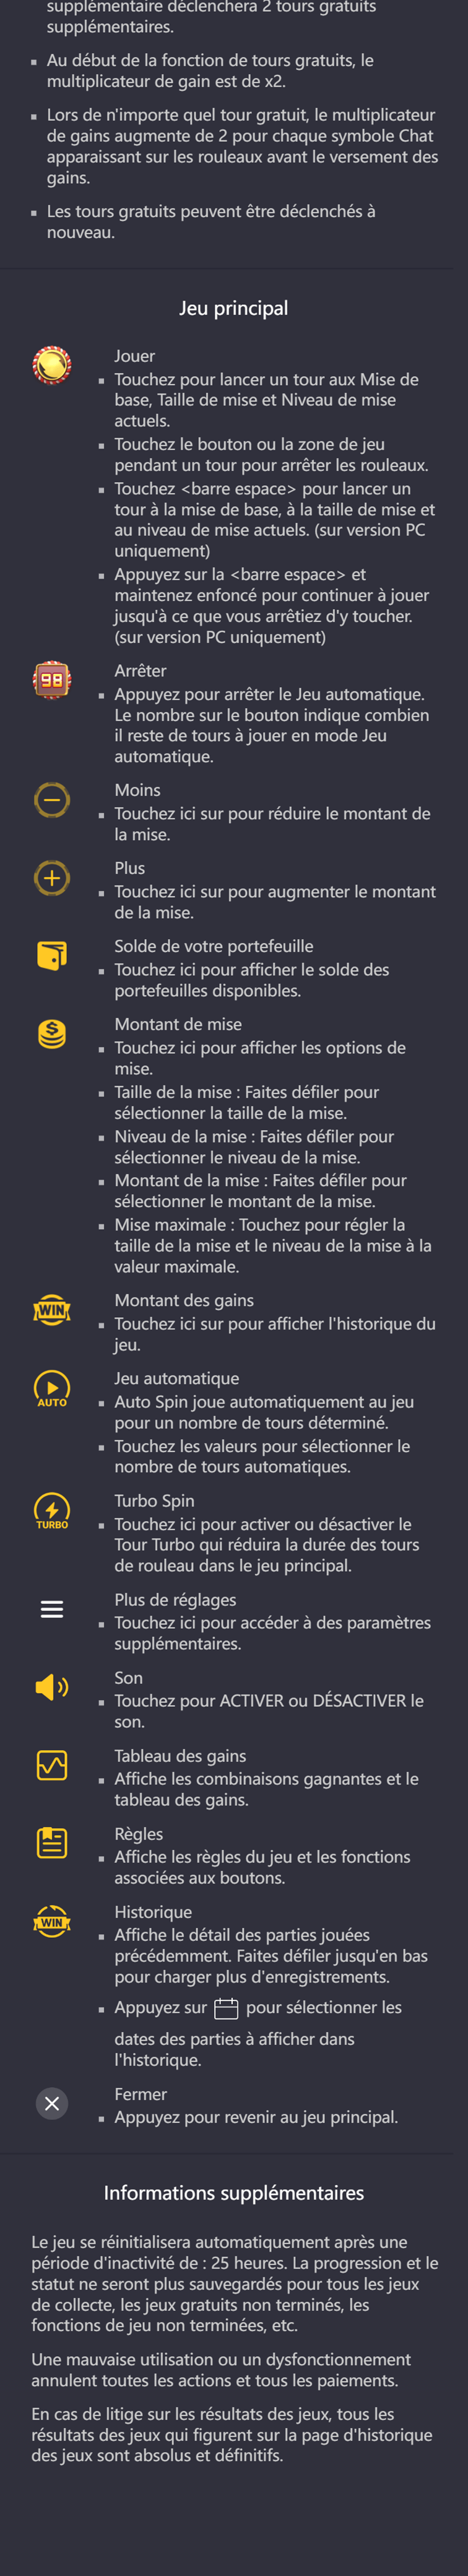 supplémentaire déclenchera 2 tours gratuits
supplémentaires.
Au début de la fonction de tours gratuits, le
multiplicateur de gain est de x2.
Lors de n'importe quel tour gratuit, le multiplicateur
de gains augmente de 2 pour chaque symbole Chat
apparaissant sur les rouleaux avant le versement des
gains.
Les tours gratuits peuvent être déclenchés à
nouveau.
Jeu principal
Jouer
Touchez pour lancer un tour aux Mise de
base, Taille de mise et Niveau de mise
actuels.
Touchez le bouton ou la zone de jeu
pendant un tour pour arrêter les rouleaux.
Touchez <barre espace> pour lancer un
tour à la mise de base, à la taille de mise et
au niveau de mise actuels. (sur version PC
uniquement)
Appuyez sur la <barre espace> et
maintenez enfoncé pour continuer à jouer
jusqu'à ce que vous arrêtiez d'y toucher.
(sur version PC uniquement)
98
Arrêter
Appuyez pour arrêter le Jeu automatique.
Le nombre sur le bouton indique combien
il reste de tours à jouer en mode Jeu
automatique.
Moins
Touchez ici sur pour réduire le montant de
la mise.
Plus
Touchez ici sur pour augmenter le montant
de la mise.
Solde de votre portefeuille
Touchez ici pour afficher le solde des
portefeuilles disponibles.
Montant de mise
Touchez ici pour afficher les options de
mise.
Taille de la mise : Faites défiler pour
sélectionner la taille de la mise.
Niveau de la mise : Faites défiler pour
sélectionner le niveau de la mise.
Montant de la mise : Faites défiler pour
sélectionner le montant de la mise.
Mise maximale : Touchez pour régler la
taille de la mise et le niveau de la mise à la
valeur maximale.
WIN
Montant des gains
Touchez ici sur pour afficher l'historique du
jeu.
AUTO
Jeu automatique
Auto Spin joue automatiquement au jeu
pour un nombre de tours déterminé.
Touchez les valeurs pour sélectionner le
nombre de tours automatiques.
TURBO
Turbo Spin
Touchez ici pour activer ou désactiver le
Tour Turbo qui réduira la durée des tours
de rouleau dans le jeu principal.
Plus de réglages
Touchez ici pour accéder à des paramètres
supplémentaires.
Son
Touchez pour ACTIVER ou DÉSACTIVER le
son.
Tableau des gains
Affiche les combinaisons gagnantes et le
tableau des gains.
Règles
Affiche les règles du jeu et les fonctions
associées aux boutons.
WIN
Historique
Affiche le détail des parties jouées
précédemment. Faites défiler jusqu'en bas
pour charger plus d'enregistrements.
Appuyez sur pour sélectionner les
dates des parties à afficher dans
l'historique.
Fermer
Appuyez pour revenir au jeu principal.
Informations supplémentaires
Le jeu se réinitialisera automatiquement après une
période d'inactivité de : 25 heures. La progression et le
statut ne seront plus sauvegardés pour tous les jeux
de collecte, les jeux gratuits non terminés, les
fonctions de jeu non terminées, etc.
Une mauvaise utilisation ou un dysfonctionnement
annulent toutes les actions et tous les paiements.
En cas de litige sur les résultats des jeux, tous les
résultats des jeux qui figurent sur la page d'historique
des jeux sont absolus et définitifs.